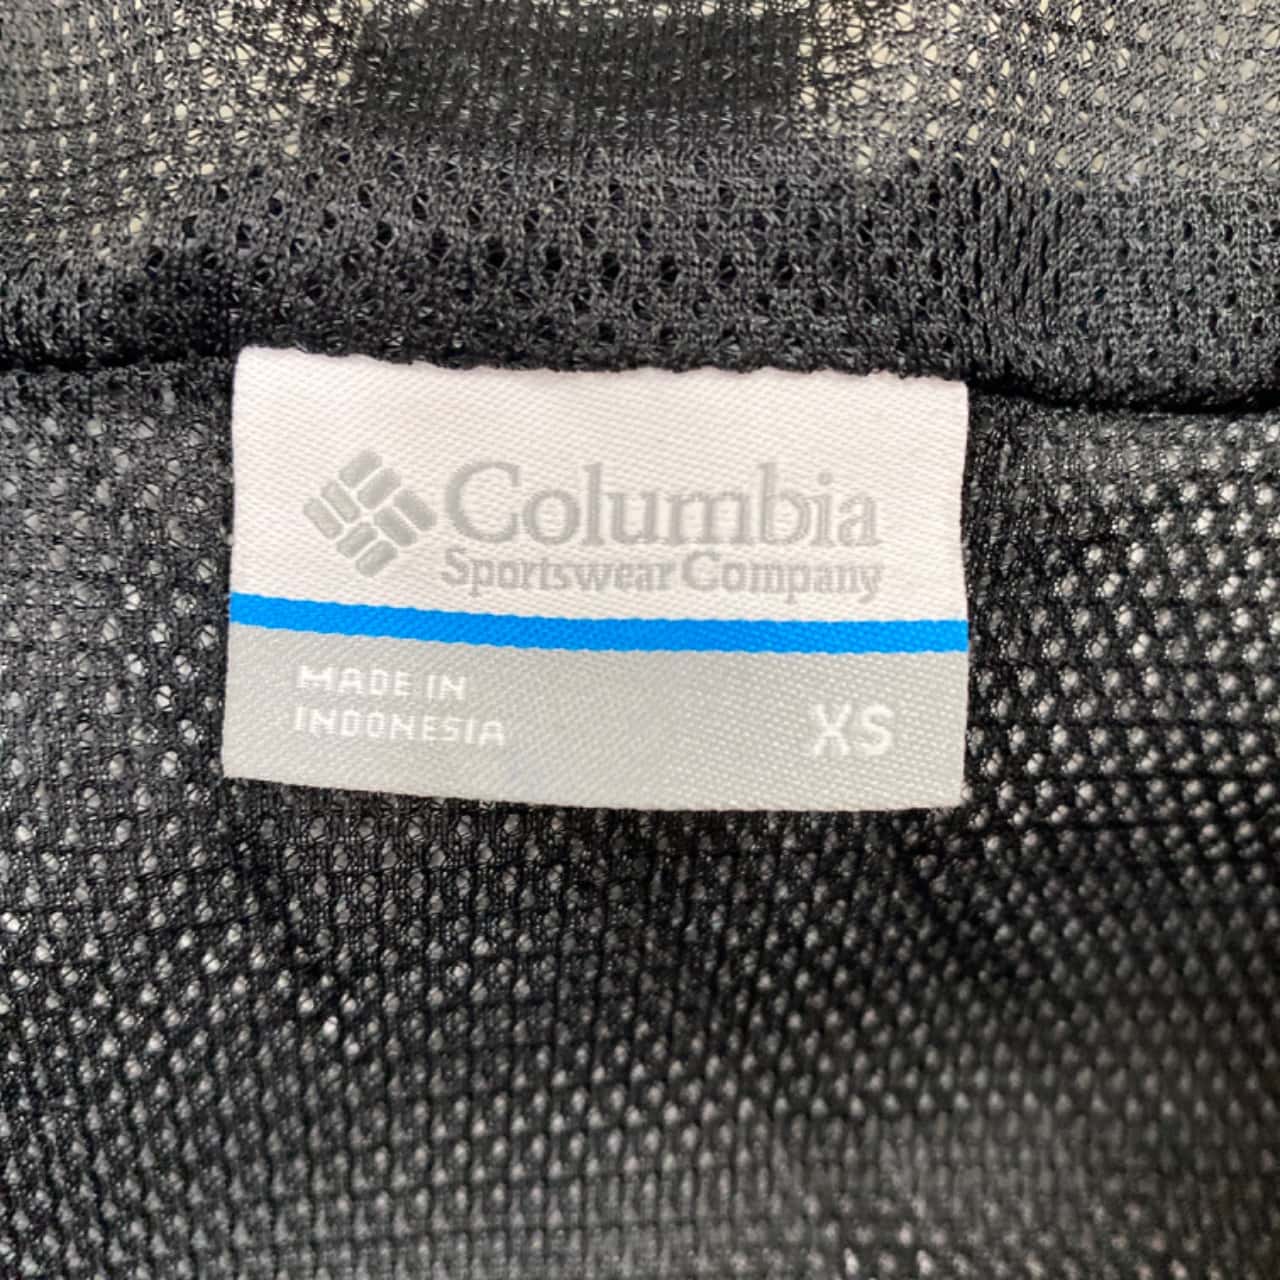 Columbia
Sportswear Company
MADE IN
INDONESIA
XS